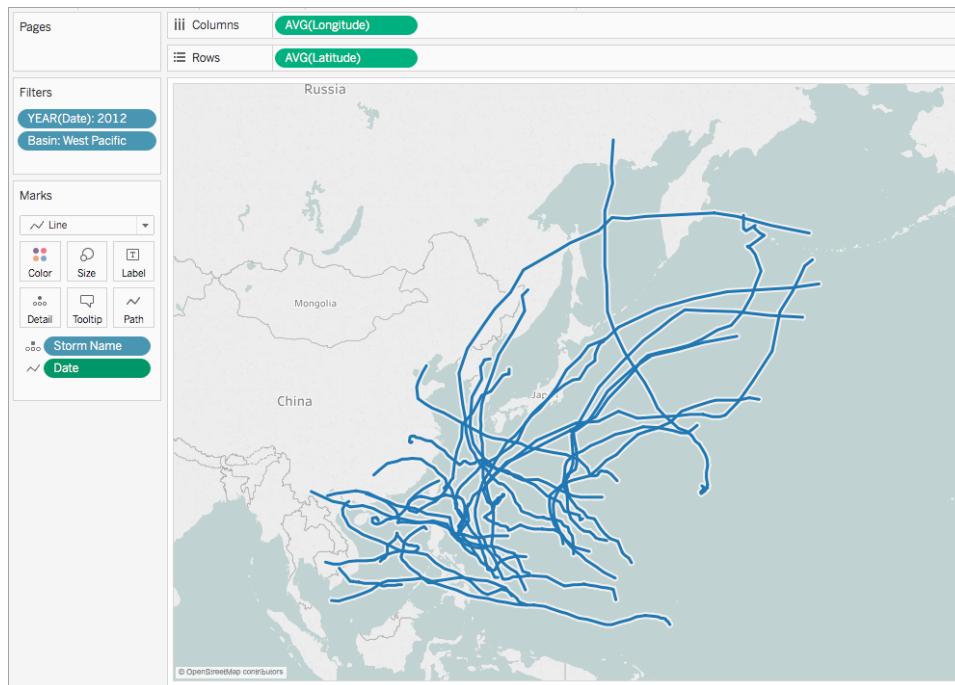 Pages
Columns
AVG(Longitude)
Rows
AVG(Latitude)
Filters
YEAR(Date): 2012
Basin: West Pacific
Marks
Line
Color
Size
Label
Detail
Tooltip
Path
Storm Name
Date
Russia
Mongolia
China
Japan
© OpenStreetMap contributors